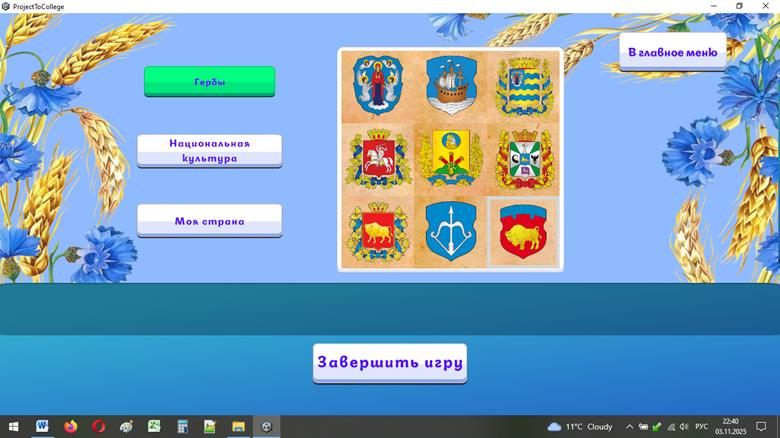 ProjectToCollege
В главное меню
Гербы
Национальная
культура
Моя страна
Завершить игру
11°C Cloudy
РУС
22:40
03.11.2025